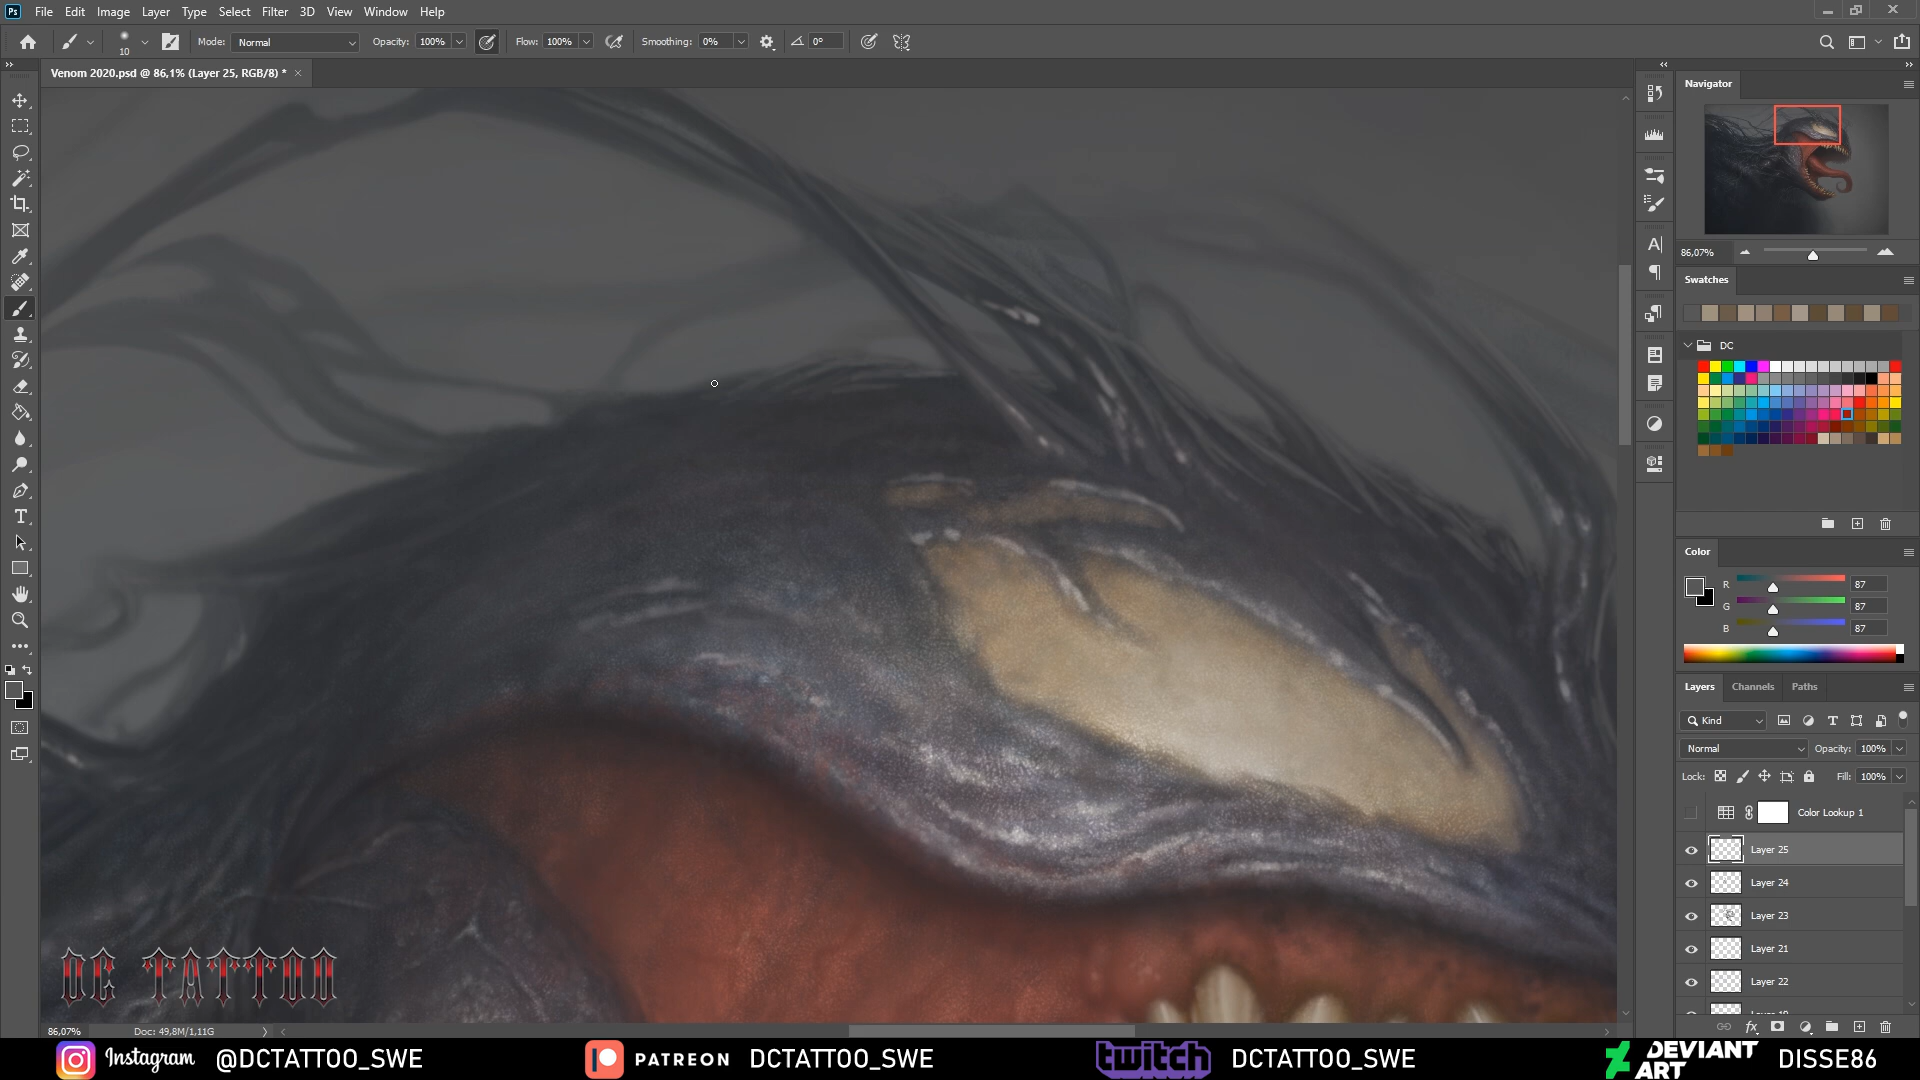 Ps File Edit Image Layer Type Select Filter 3D View Window Help
10 Mode: Normal Opacity: 100% Flow: 100% Smoothing: 0% 0°
Venom 2020.psd @ 86,1% (Layer 25, RGB/8) * ×
Navigator
86,07%
Swatches
DC
Color
R 87
G 87
B 87
Layers Channels Paths
Kind
Normal Opacity: 100%
Lock: Fill: 100%
Color Lookup 1
Layer 25
Layer 24
Layer 23
Layer 21
Layer 22
DC TATTOO
86,07% Doc: 49,8M/1,11G
Instagram @DCTATTOO_SWE PATREON DCTATTOO_SWE twitch DCTATTOO_SWE DEVIANT ART DISSE86